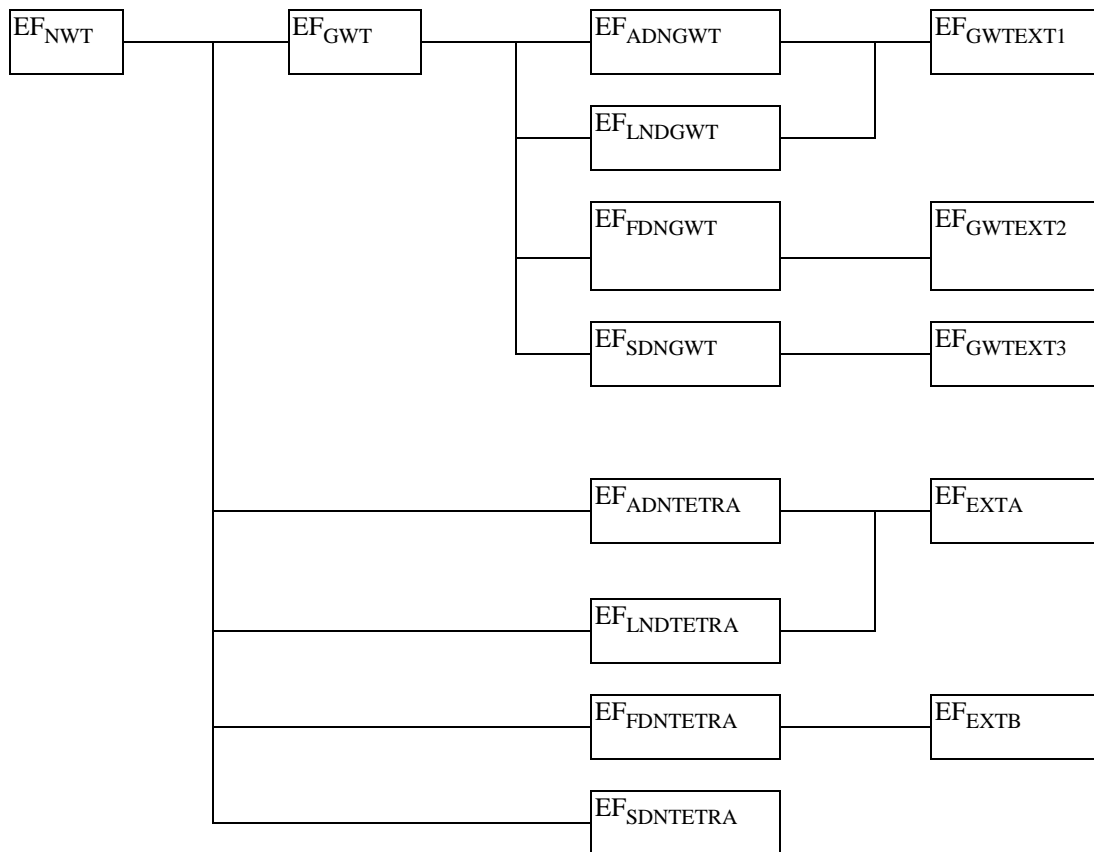 EFNWT EFGWT EFADNGWT EFGWTEXT1
EFLNDGWT
EFFDNGWT EFGWTEXT2
EFSDNGWT EFGWTEXT3
EFADNTETRA EFEXTA
EFLNDTETRA
EFFDNTETRA EFEXTB
EFSDNTETRA